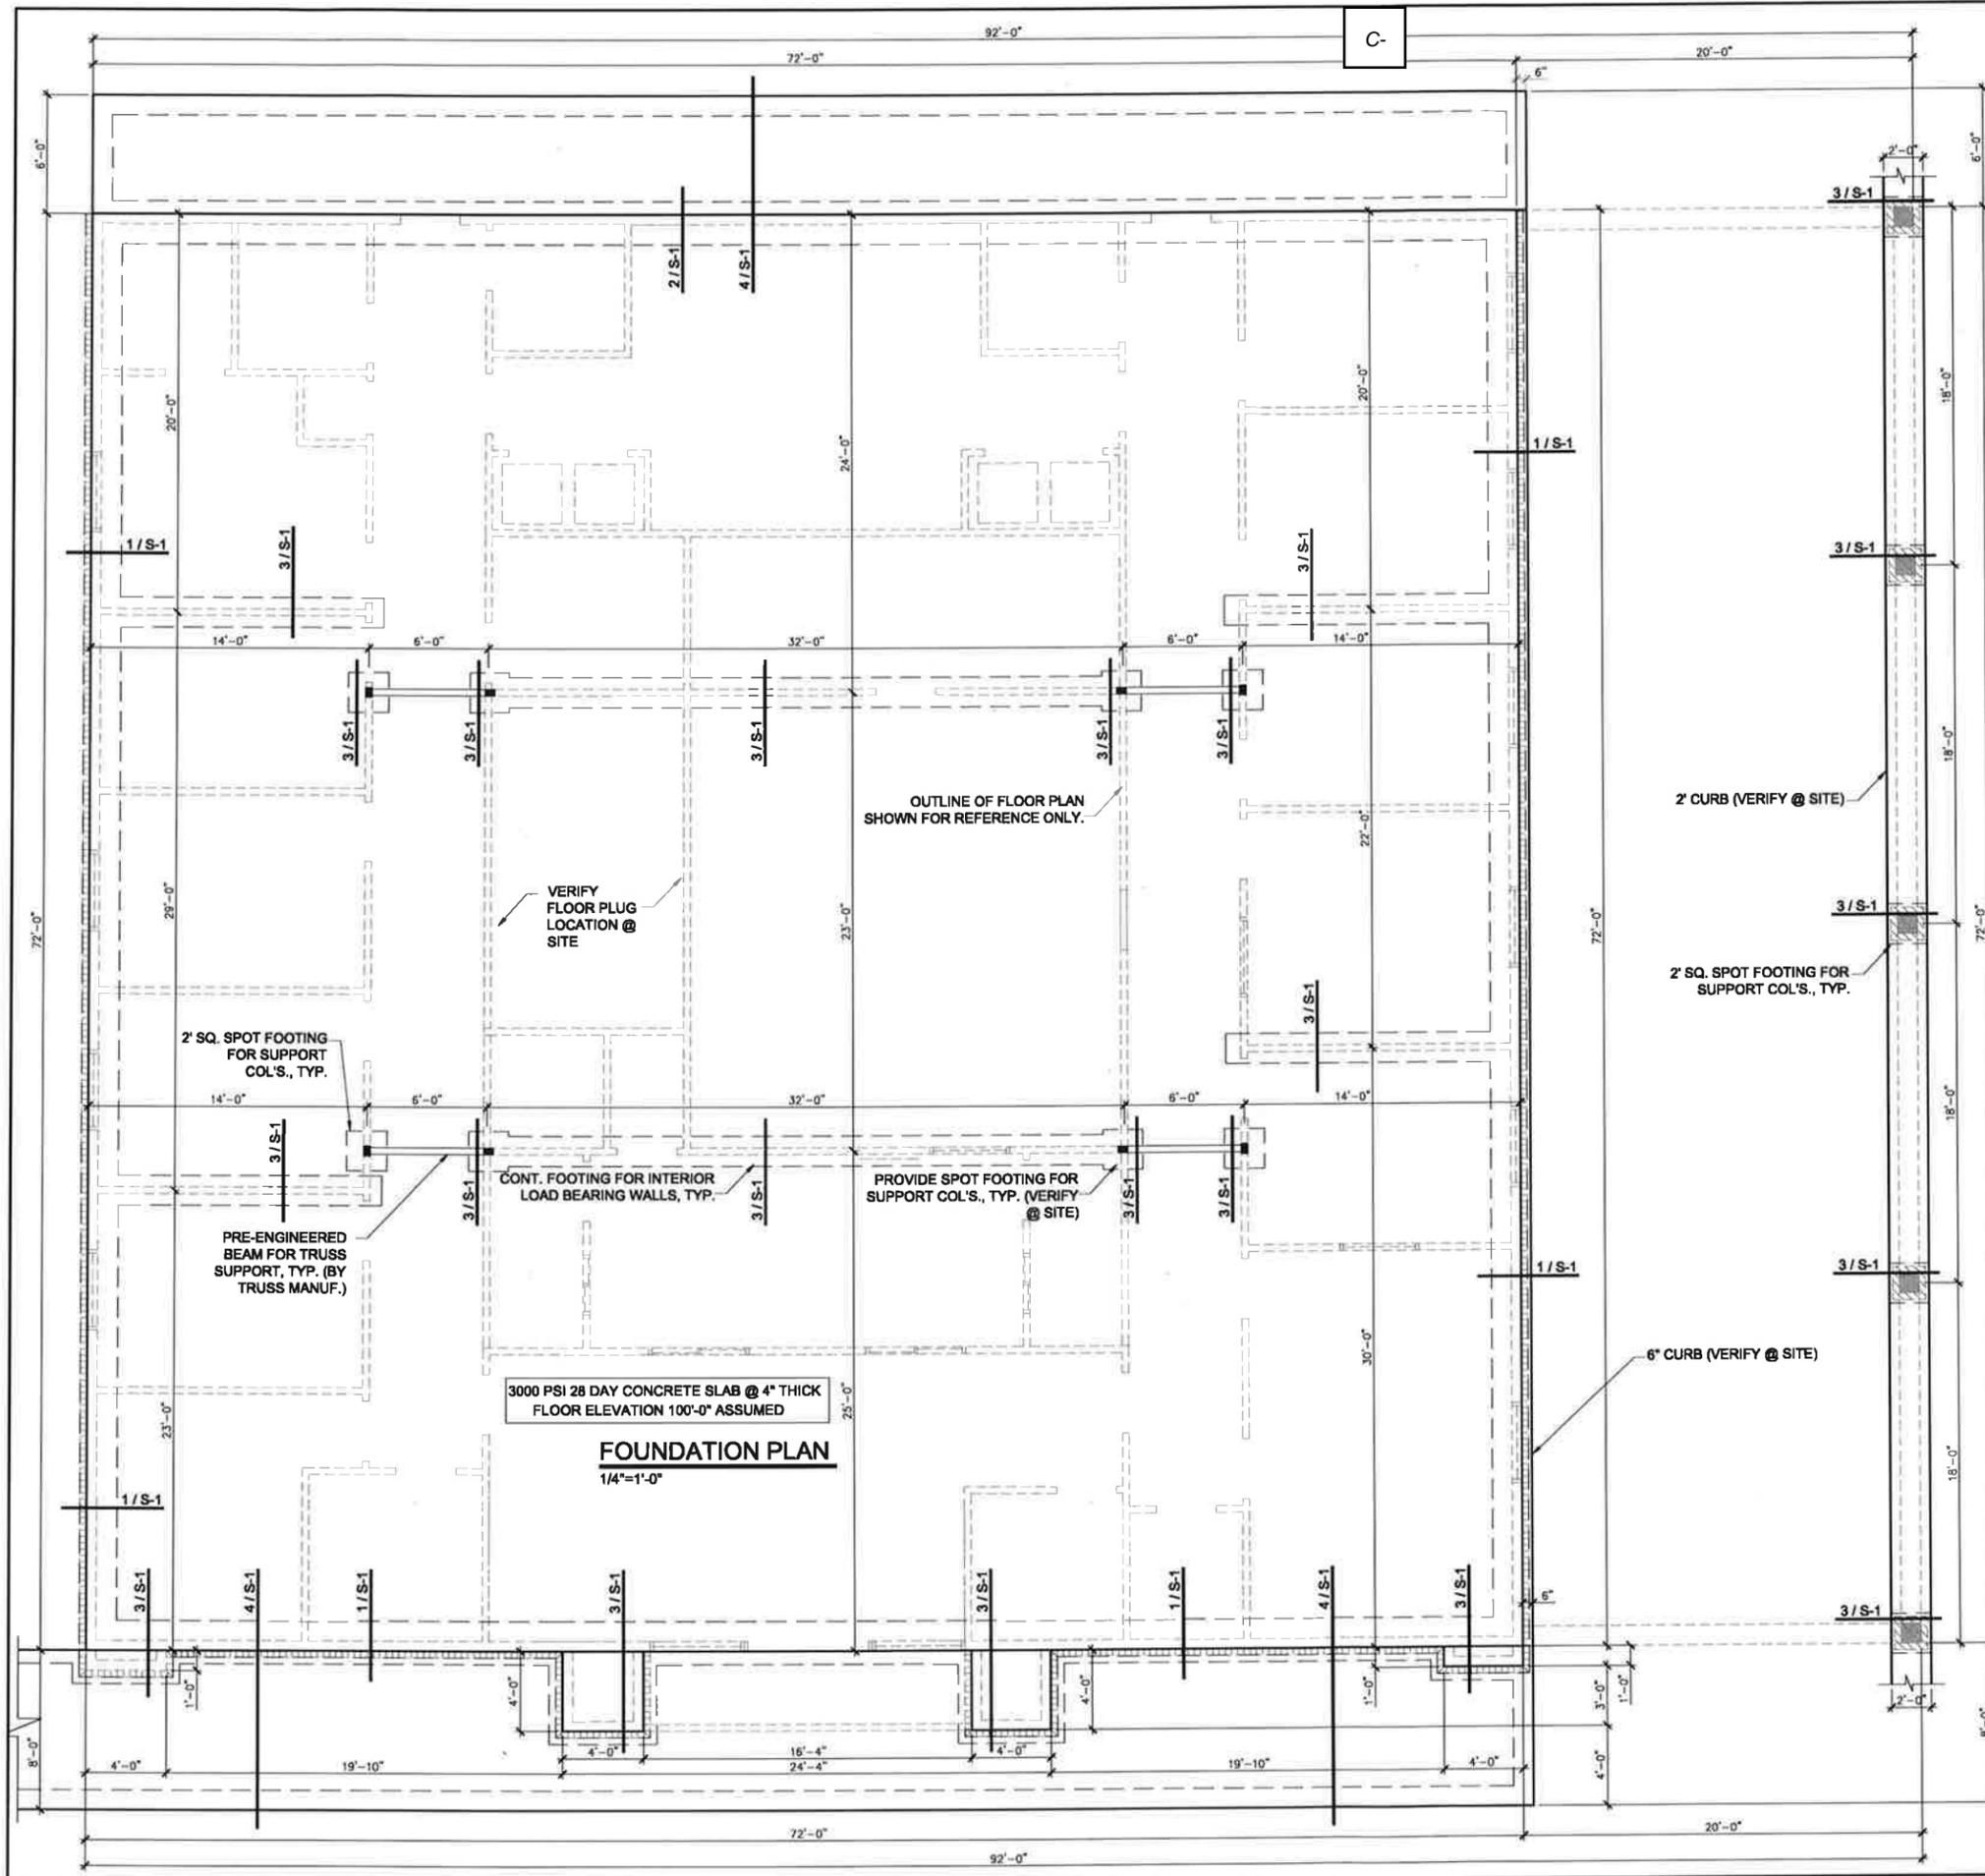 92'-0"
C-
72'-0"
20'-0"
6"
6'-0"
6'-0"
2'-0"
3 / S-1
2 / S-1
4 / S-1
20'-0"
24'-0"
20'-0"
18'-0"
1 / S-1
1 / S-1
3 / S-1
3 / S-1
3 / S-1
14'-0"
6'-0"
32'-0"
6'-0"
14'-0"
3 / S-1
3 / S-1
3 / S-1
3 / S-1
3 / S-1
18'-0"
OUTLINE OF FLOOR PLAN
SHOWN FOR REFERENCE ONLY.
2' CURB (VERIFY @ SITE)
22'-0"
VERIFY
FLOOR PLUG
LOCATION @
SITE
72'-0"
29'-0"
23'-0"
72'-0"
3 / S-1
72'-0"
2' SQ. SPOT FOOTING FOR
SUPPORT COL'S., TYP.
3 / S-1
2' SQ. SPOT FOOTING
FOR SUPPORT
COL'S., TYP.
14'-0"
6'-0"
32'-0"
6'-0"
14'-0"
18'-0"
3 / S-1
3 / S-1
CONT. FOOTING FOR INTERIOR
LOAD BEARING WALLS, TYP.
3 / S-1
PROVIDE SPOT FOOTING FOR
SUPPORT COL'S., TYP. (VERIFY
@ SITE)
3 / S-1
3 / S-1
PRE-ENGINEERED
BEAM FOR TRUSS
SUPPORT, TYP. (BY
TRUSS MANUF.)
1 / S-1
3 / S-1
30'-0"
6" CURB (VERIFY @ SITE)
3000 PSI 28 DAY CONCRETE SLAB @ 4" THICK
FLOOR ELEVATION 100'-0" ASSUMED
25'-0"
23'-0"
FOUNDATION PLAN
1/4"=1'-0"
18'-0"
1 / S-1
3 / S-1
4 / S-1
1 / S-1
3 / S-1
3 / S-1
1 / S-1
4 / S-1
3 / S-1
6"
3 / S-1
1'-0"
4'-0"
4'-0"
1'-0"
3'-0"
1'-0"
2'-0"
8'-0"
4'-0"
19'-10"
4'-0"
16'-4"
24'-4"
4'-0"
19'-10"
4'-0"
4'-0"
72'-0"
20'-0"
92'-0"